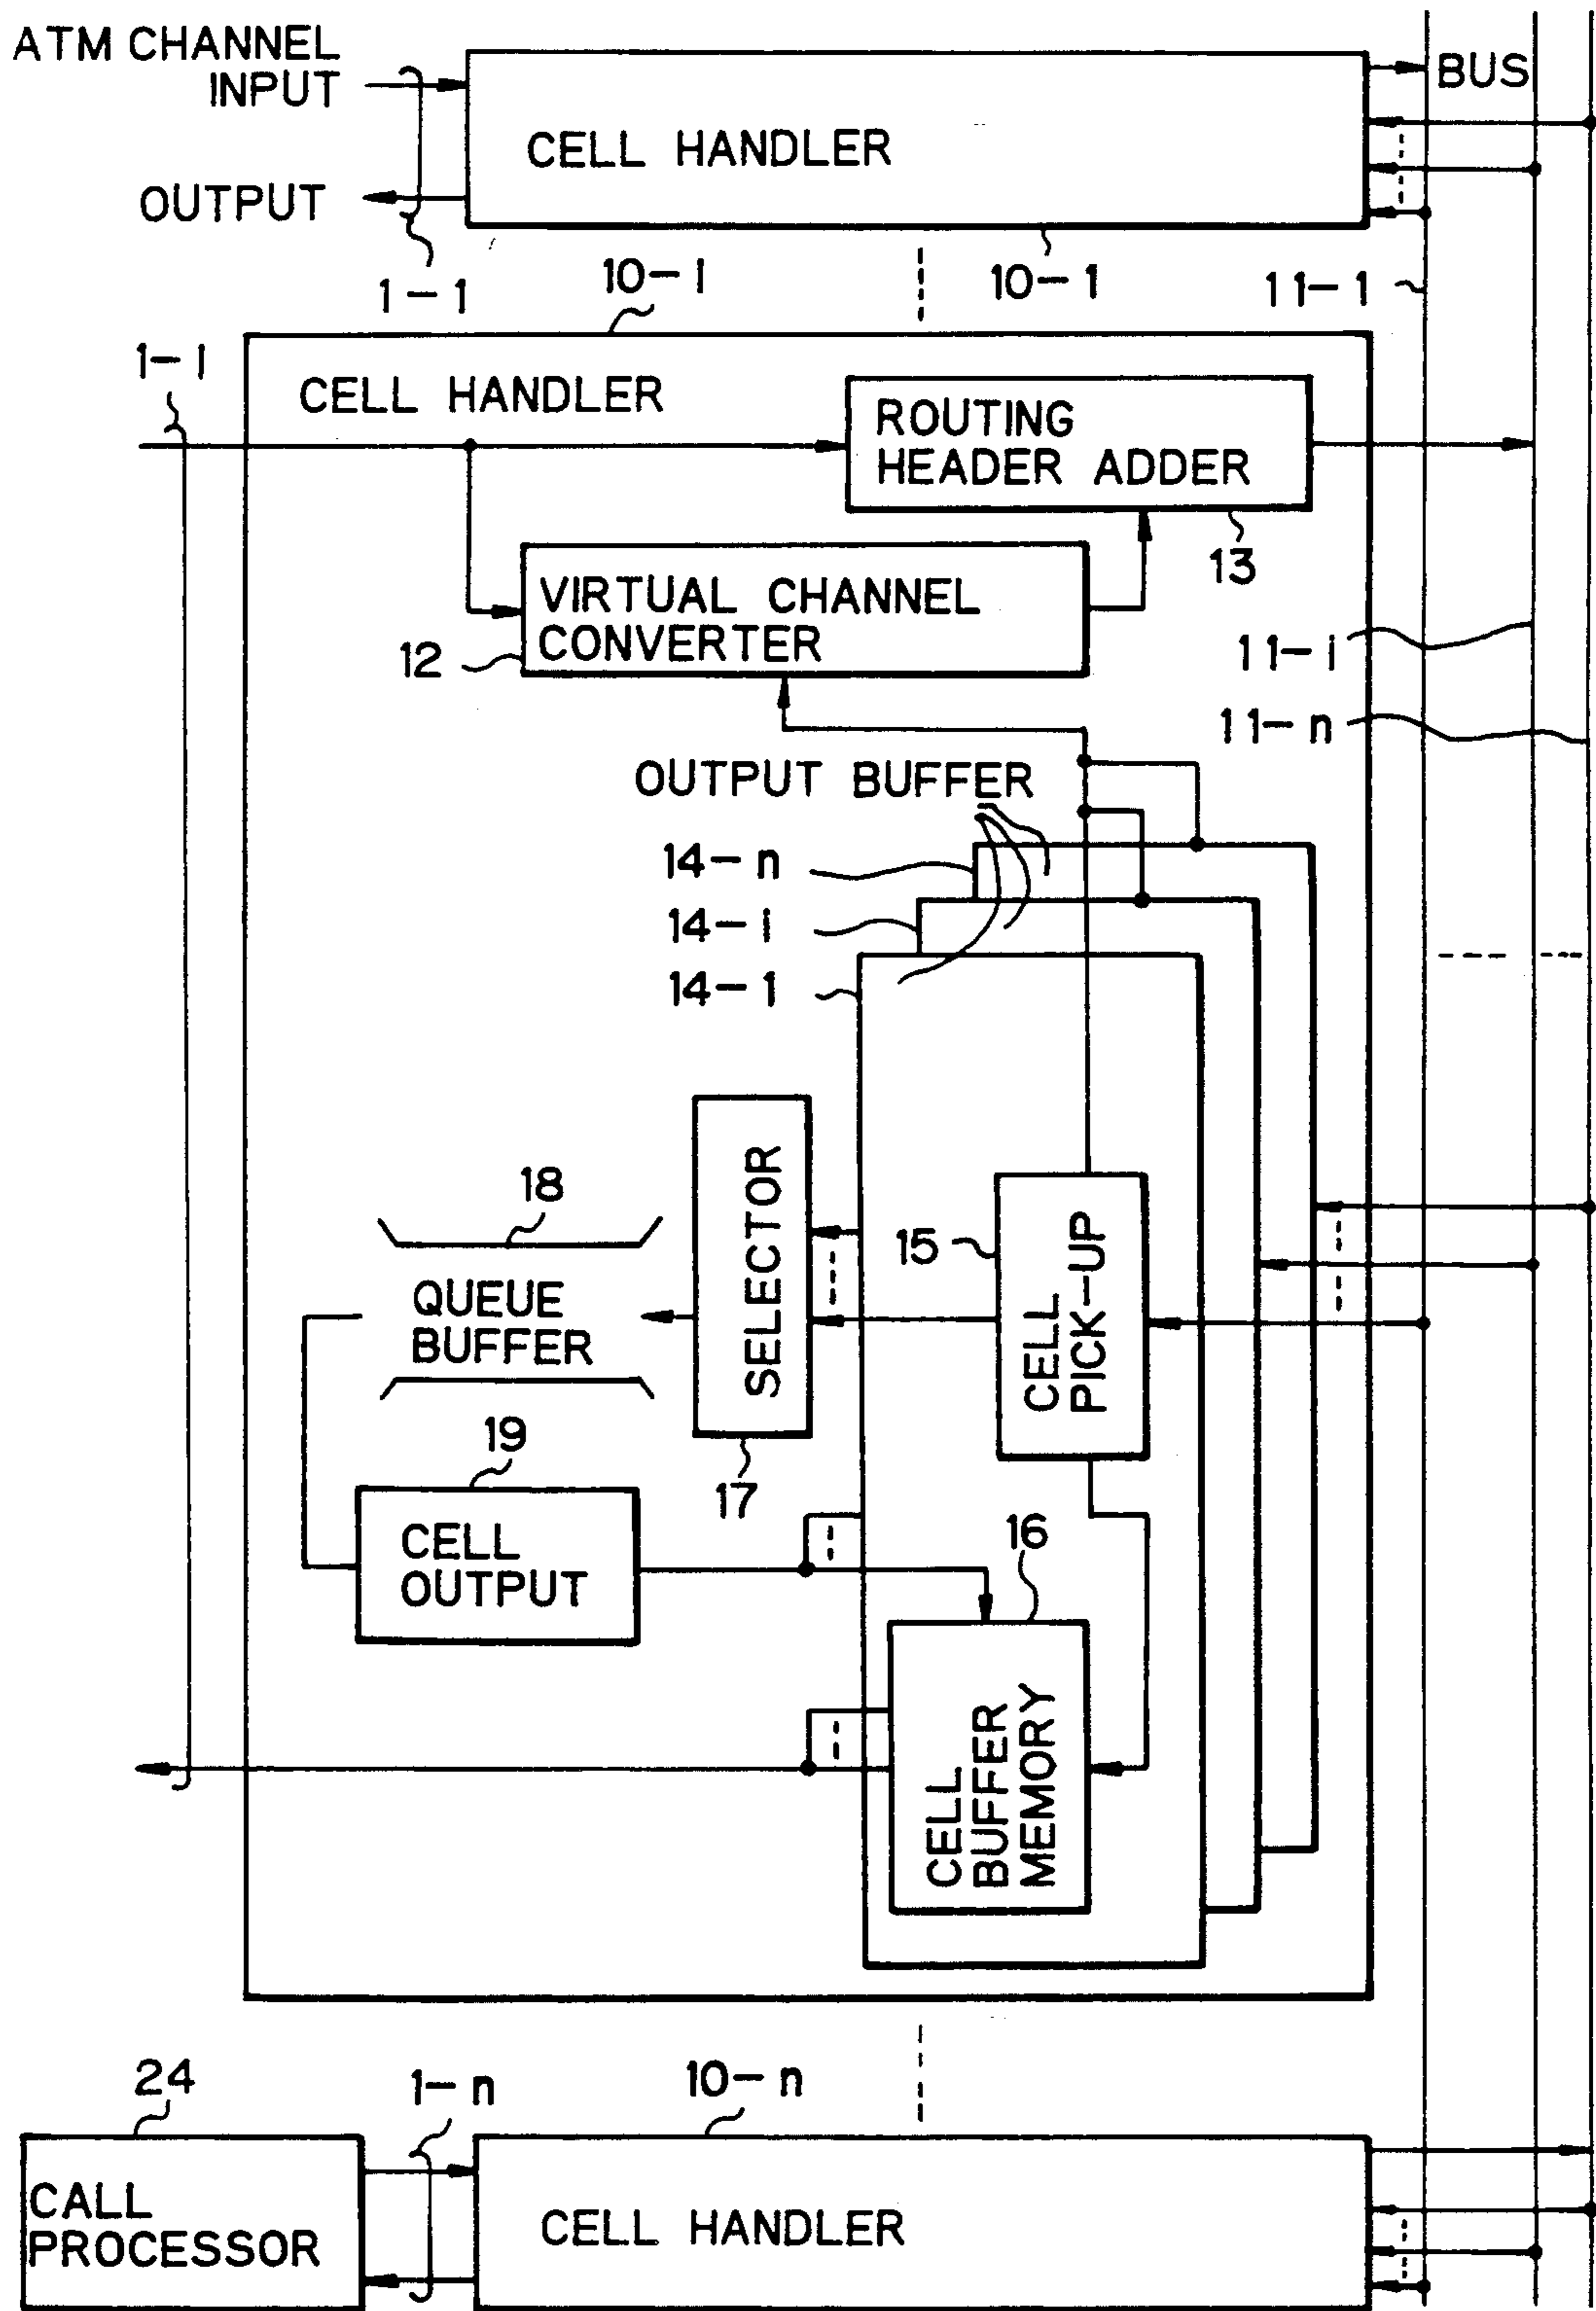 ATM CHANNEL
INPUT
OUTPUT
1-1
CELL HANDLER
10-1
BUS
11-1
10-i
1-i
CELL HANDLER
ROUTING
HEADER ADDER
13
VIRTUAL CHANNEL
CONVERTER
12
11-i
11-n
OUTPUT BUFFER
14-n
14-i
14-1
15
CELL
PICK-UP
SELECTOR
17
18
QUEUE
BUFFER
19
CELL
OUTPUT
16
CELL
BUFFER
MEMORY
24
CALL
PROCESSOR
1-n
10-n
CELL HANDLER